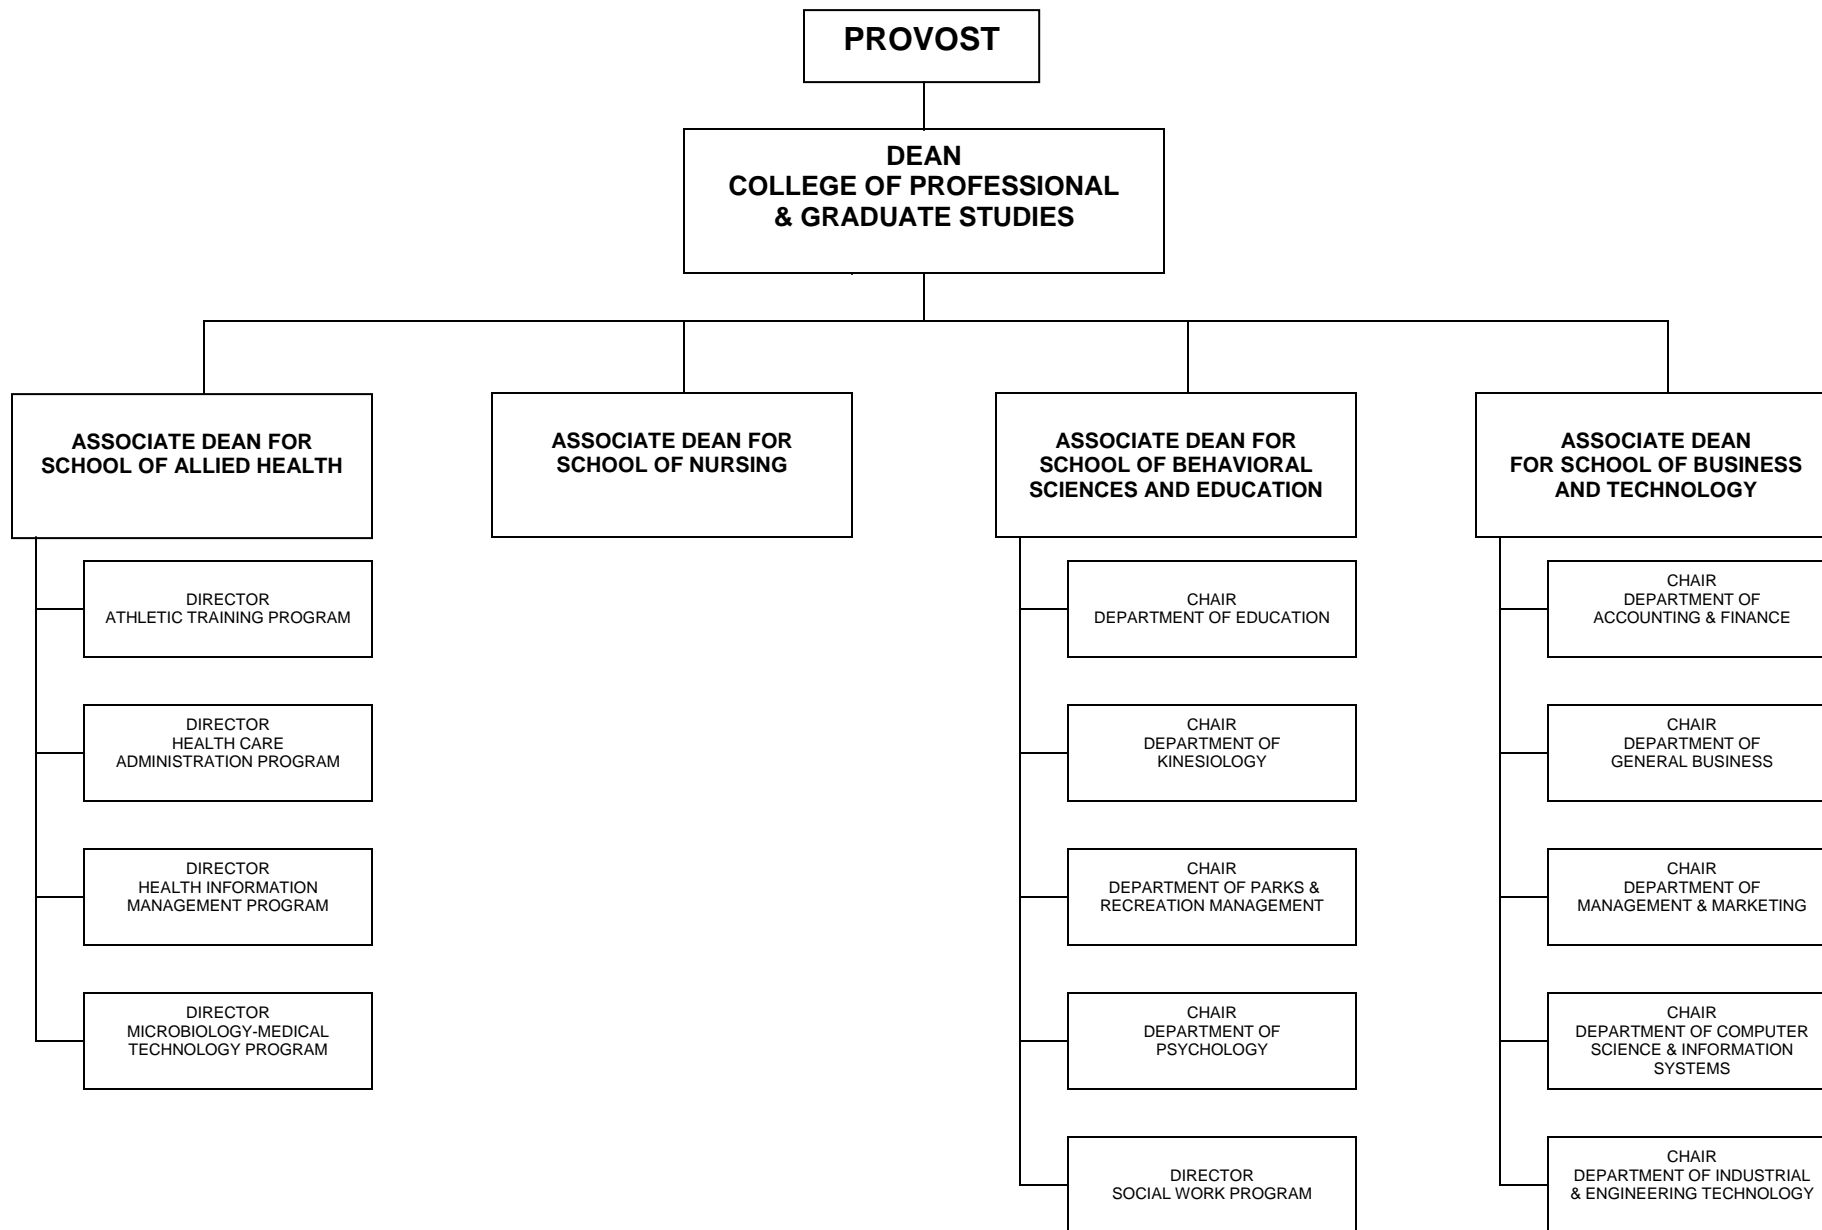 PROVOST
DEAN
COLLEGE OF PROFESSIONAL
& GRADUATE STUDIES
ASSOCIATE DEAN FOR
SCHOOL OF ALLIED HEALTH
DIRECTOR
ATHLETIC TRAINING PROGRAM
DIRECTOR
HEALTH CARE
ADMINISTRATION PROGRAM
DIRECTOR
HEALTH INFORMATION
MANAGEMENT PROGRAM
DIRECTOR
MICROBIOLOGY-MEDICAL
TECHNOLOGY PROGRAM
ASSOCIATE DEAN FOR
SCHOOL OF NURSING
ASSOCIATE DEAN FOR
SCHOOL OF BEHAVIORAL
SCIENCES AND EDUCATION
CHAIR
DEPARTMENT OF EDUCATION
CHAIR
DEPARTMENT OF
KINESIOLOGY
CHAIR
DEPARTMENT OF PARKS &
RECREATION MANAGEMENT
CHAIR
DEPARTMENT OF
PSYCHOLOGY
DIRECTOR
SOCIAL WORK PROGRAM
ASSOCIATE DEAN
FOR SCHOOL OF BUSINESS
AND TECHNOLOGY
CHAIR
DEPARTMENT OF
ACCOUNTING & FINANCE
CHAIR
DEPARTMENT OF
GENERAL BUSINESS
CHAIR
DEPARTMENT OF
MANAGEMENT & MARKETING
CHAIR
DEPARTMENT OF COMPUTER
SCIENCE & INFORMATION
SYSTEMS
CHAIR
DEPARTMENT OF INDUSTRIAL
& ENGINEERING TECHNOLOGY